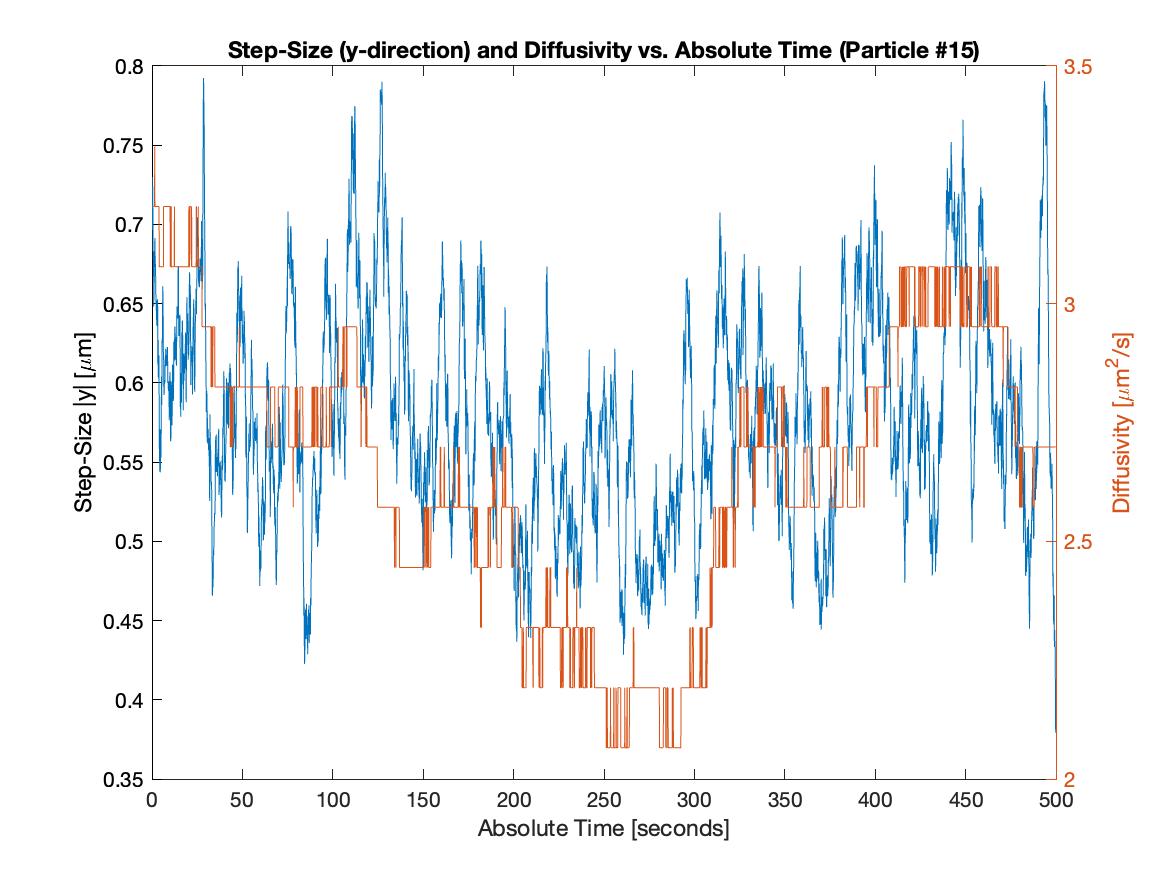 Step-Size (y-direction) and Diffusivity vs. Absolute Time (Particle #15)
0.8
0.75
0.7
0.65
0.6
0.55
0.5
0.45
0.4
0.35
Step-Size |y| [μm]
3.5
3
2.5
2
Diffusivity [μm²/s]
0 50 100 150 200 250 300 350 400 450 500
Absolute Time [seconds]